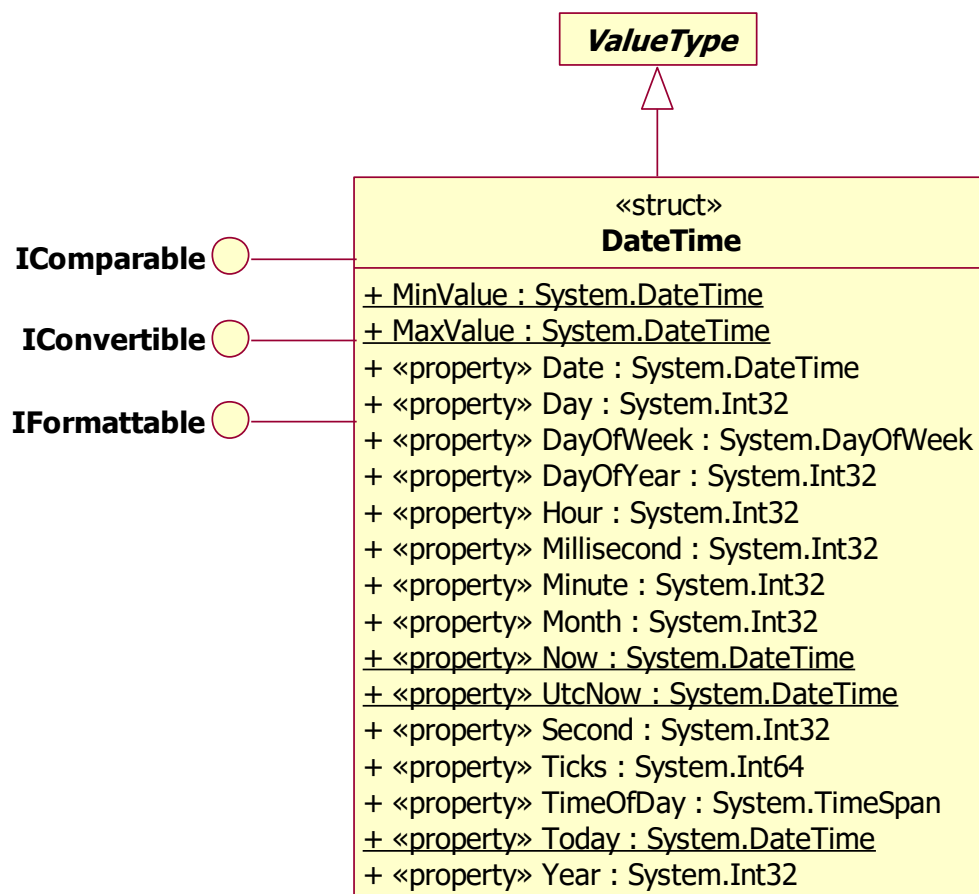 ValueType
«struct»
DateTime
IComparable
IConvertible
IFormattable
+ MinValue : System.DateTime
+ MaxValue : System.DateTime
+ «property» Date : System.DateTime
+ «property» Day : System.Int32
+ «property» DayOfWeek : System.DayOfWeek
+ «property» DayOfYear : System.Int32
+ «property» Hour : System.Int32
+ «property» Millisecond : System.Int32
+ «property» Minute : System.Int32
+ «property» Month : System.Int32
+ «property» Now : System.DateTime
+ «property» UtcNow : System.DateTime
+ «property» Second : System.Int32
+ «property» Ticks : System.Int64
+ «property» TimeOfDay : System.TimeSpan
+ «property» Today : System.DateTime
+ «property» Year : System.Int32